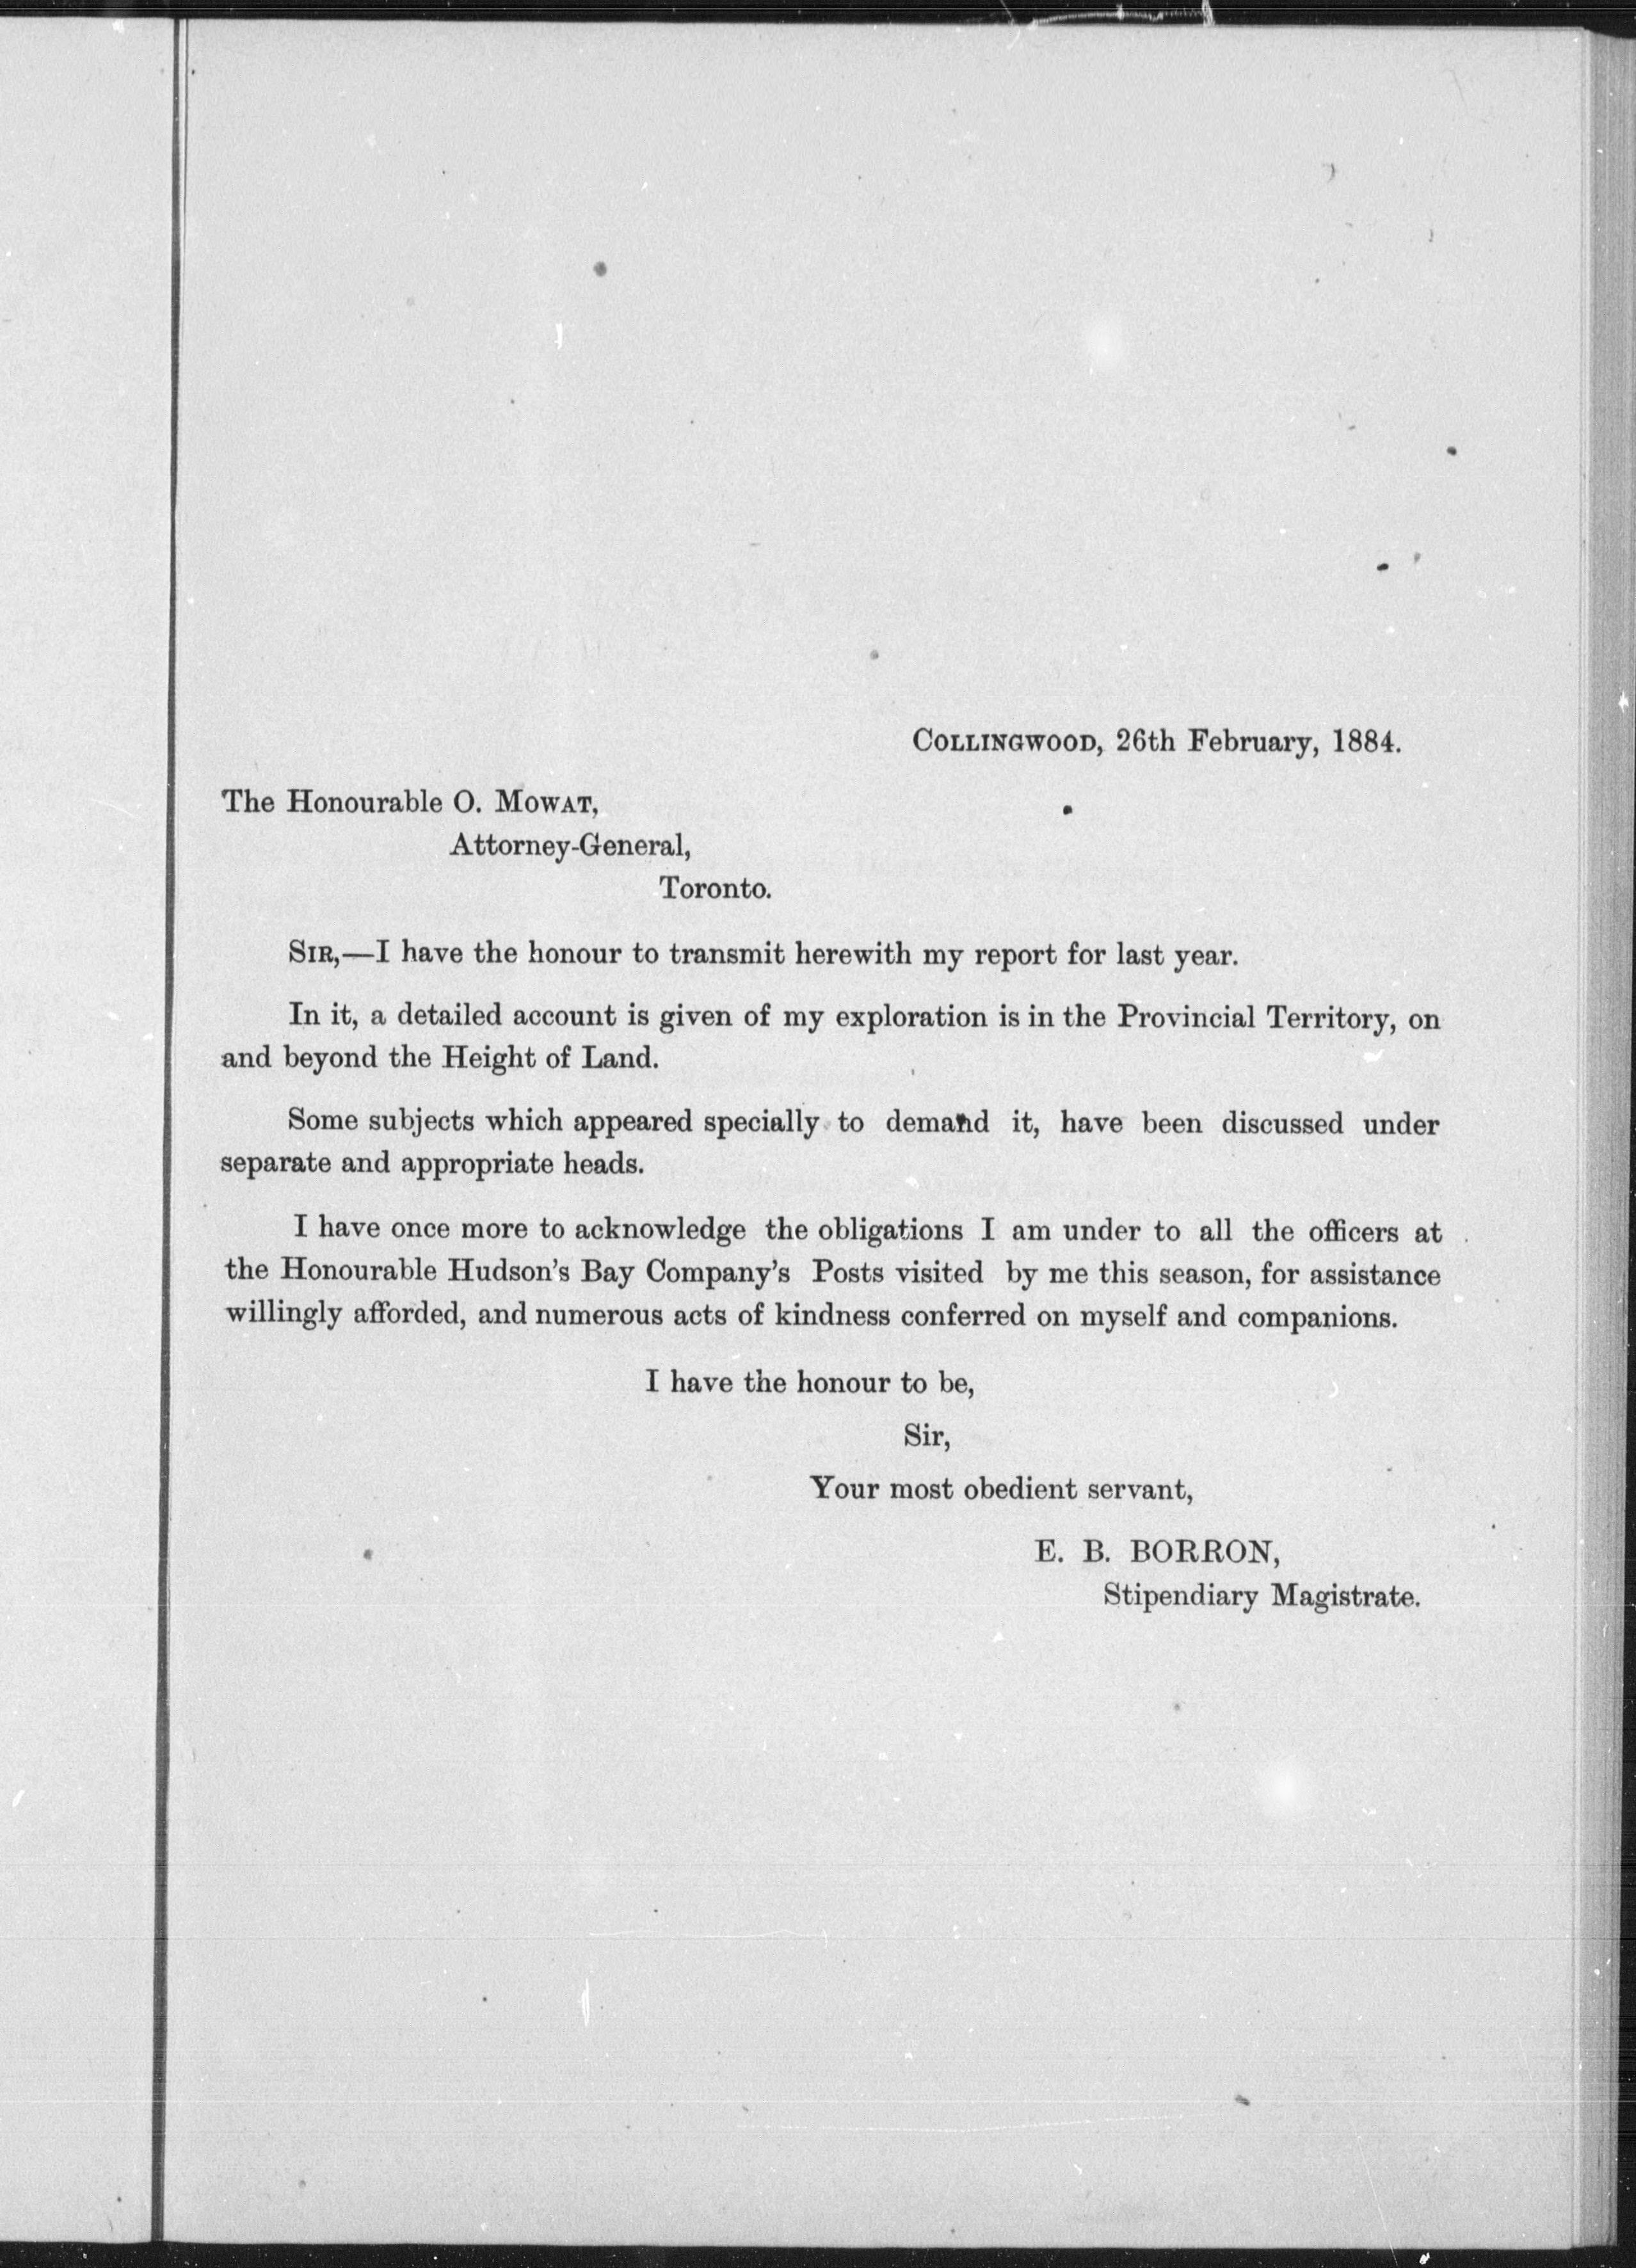 COLLINGWOOD, 26th February, 1884.
The Honourable O. MOWAT,
Attorney-General,
Toronto.
SIR,—I have the honour to transmit herewith my report for last year.
In it, a detailed account is given of my exploration is in the Provincial Territory, on
and beyond the Height of Land.
Some subjects which appeared specially to demand it, have been discussed under
separate and appropriate heads.
I have once more to acknowledge the obligations I am under to all the officers at
the Honourable Hudson's Bay Company's Posts visited by me this season, for assistance
willingly afforded, and numerous acts of kindness conferred on myself and companions.
I have the honour to be,
Sir,
Your most obedient servant,
E. B. BORRON,
Stipendiary Magistrate.